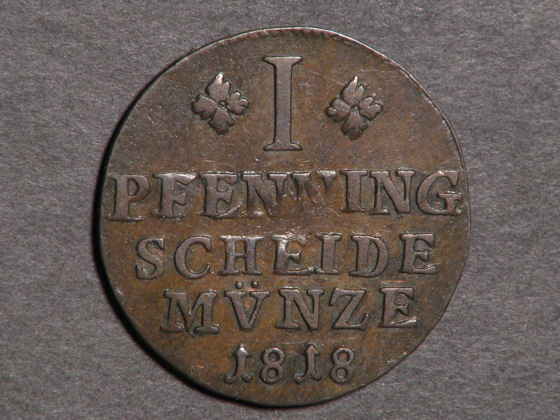 I
PFENNING
SCHEIDE
MÜNZE
1818